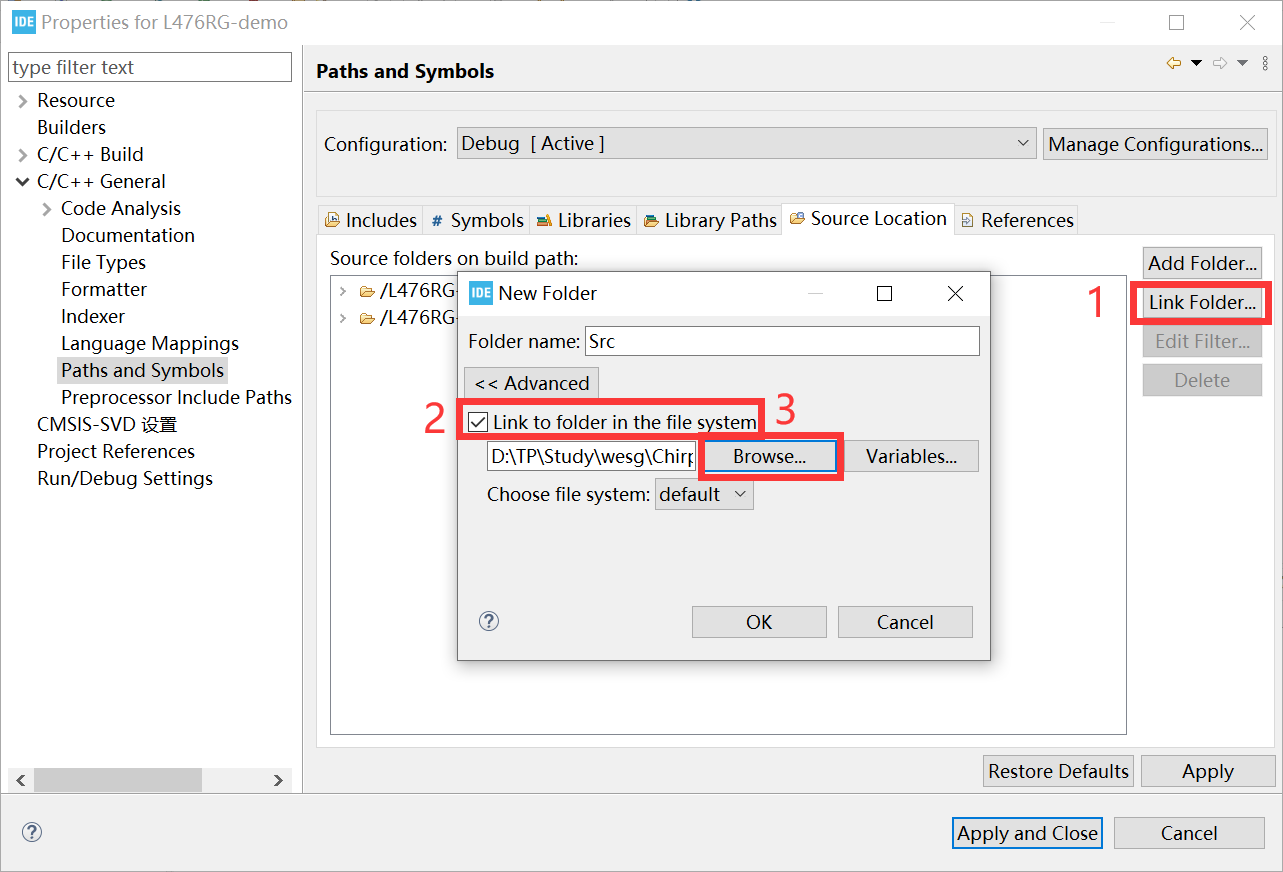 IDE Properties for L476RG-demo
type filter text
Resource
Builders
C/C++ Build
C/C++ General
Code Analysis
Documentation
File Types
Formatter
Indexer
Language Mappings
Paths and Symbols
Preprocessor Include Paths
CMSIS-SVD 设置
Project References
Run/Debug Settings
Paths and Symbols
Configuration: Debug [ Active ] Manage Configurations...
Includes # Symbols Libraries Library Paths Source Location References
Source folders on build path:
/L476RG-
/L476RG-
Add Folder...
1 Link Folder...
Edit Filter...
Delete
IDE New Folder
Folder name: Src
<< Advanced
2 Link to folder in the file system 3
D:\TP\Study\wesg\Chirp Browse... Variables...
Choose file system: default
OK Cancel
Restore Defaults Apply
Apply and Close Cancel